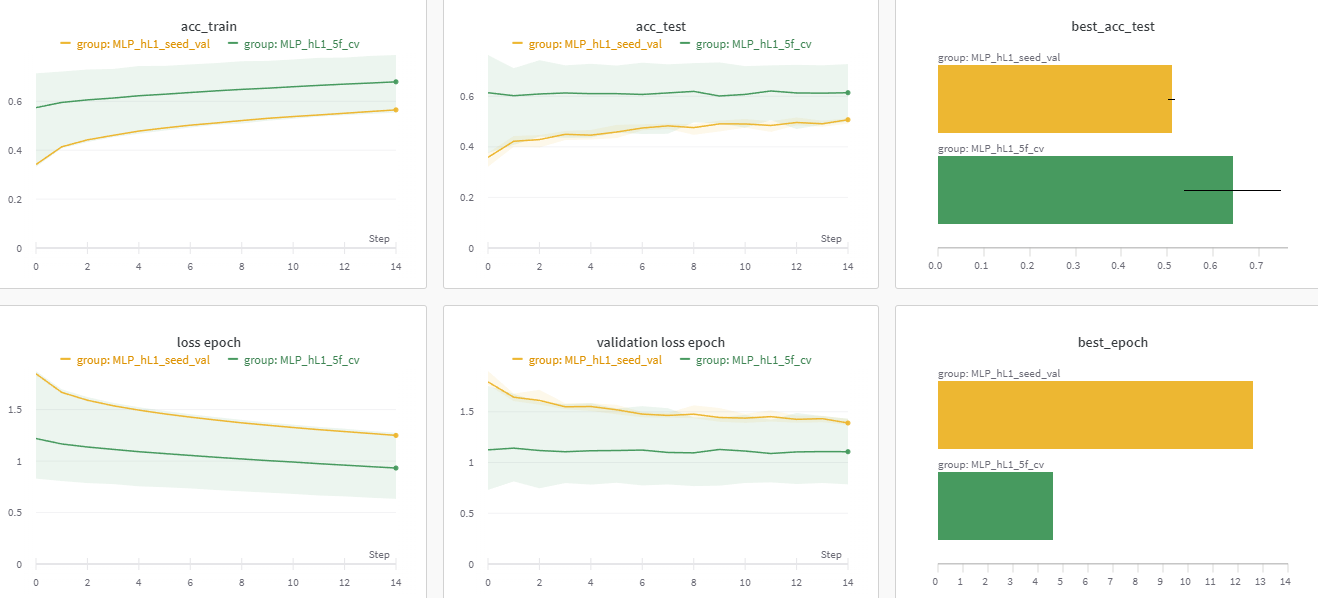 acc_train
group: MLP_hL1_seed_val group: MLP_hL1_5f_cv
0.6
0.4
0.2
0
Step
0 2 4 6 8 10 12 14
acc_test
group: MLP_hL1_seed_val group: MLP_hL1_5f_cv
0.6
0.4
0.2
0
Step
0 2 4 6 8 10 12 14
best_acc_test
group: MLP_hL1_seed_val
group: MLP_hL1_5f_cv
0.0 0.1 0.2 0.3 0.4 0.5 0.6 0.7
loss epoch
group: MLP_hL1_seed_val group: MLP_hL1_5f_cv
1.5
1
0.5
0
Step
0 2 4 6 8 10 12 14
validation loss epoch
group: MLP_hL1_seed_val group: MLP_hL1_5f_cv
1.5
1
0.5
0
Step
0 2 4 6 8 10 12 14
best_epoch
group: MLP_hL1_seed_val
group: MLP_hL1_5f_cv
0 1 2 3 4 5 6 7 8 9 10 11 12 13 14